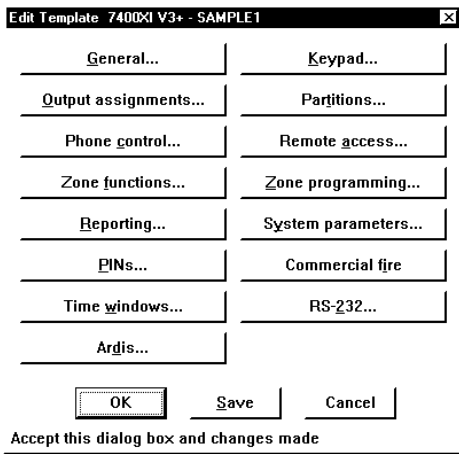 Edit Template 7400XI V3+ - SAMPLE1
General... Keypad...
Output assignments... Partitions...
Phone control... Remote access...
Zone functions... Zone programming...
Reporting... System parameters...
PINs... Commercial fire
Time windows... RS-232...
Ardis...
OK Save Cancel
Accept this dialog box and changes made